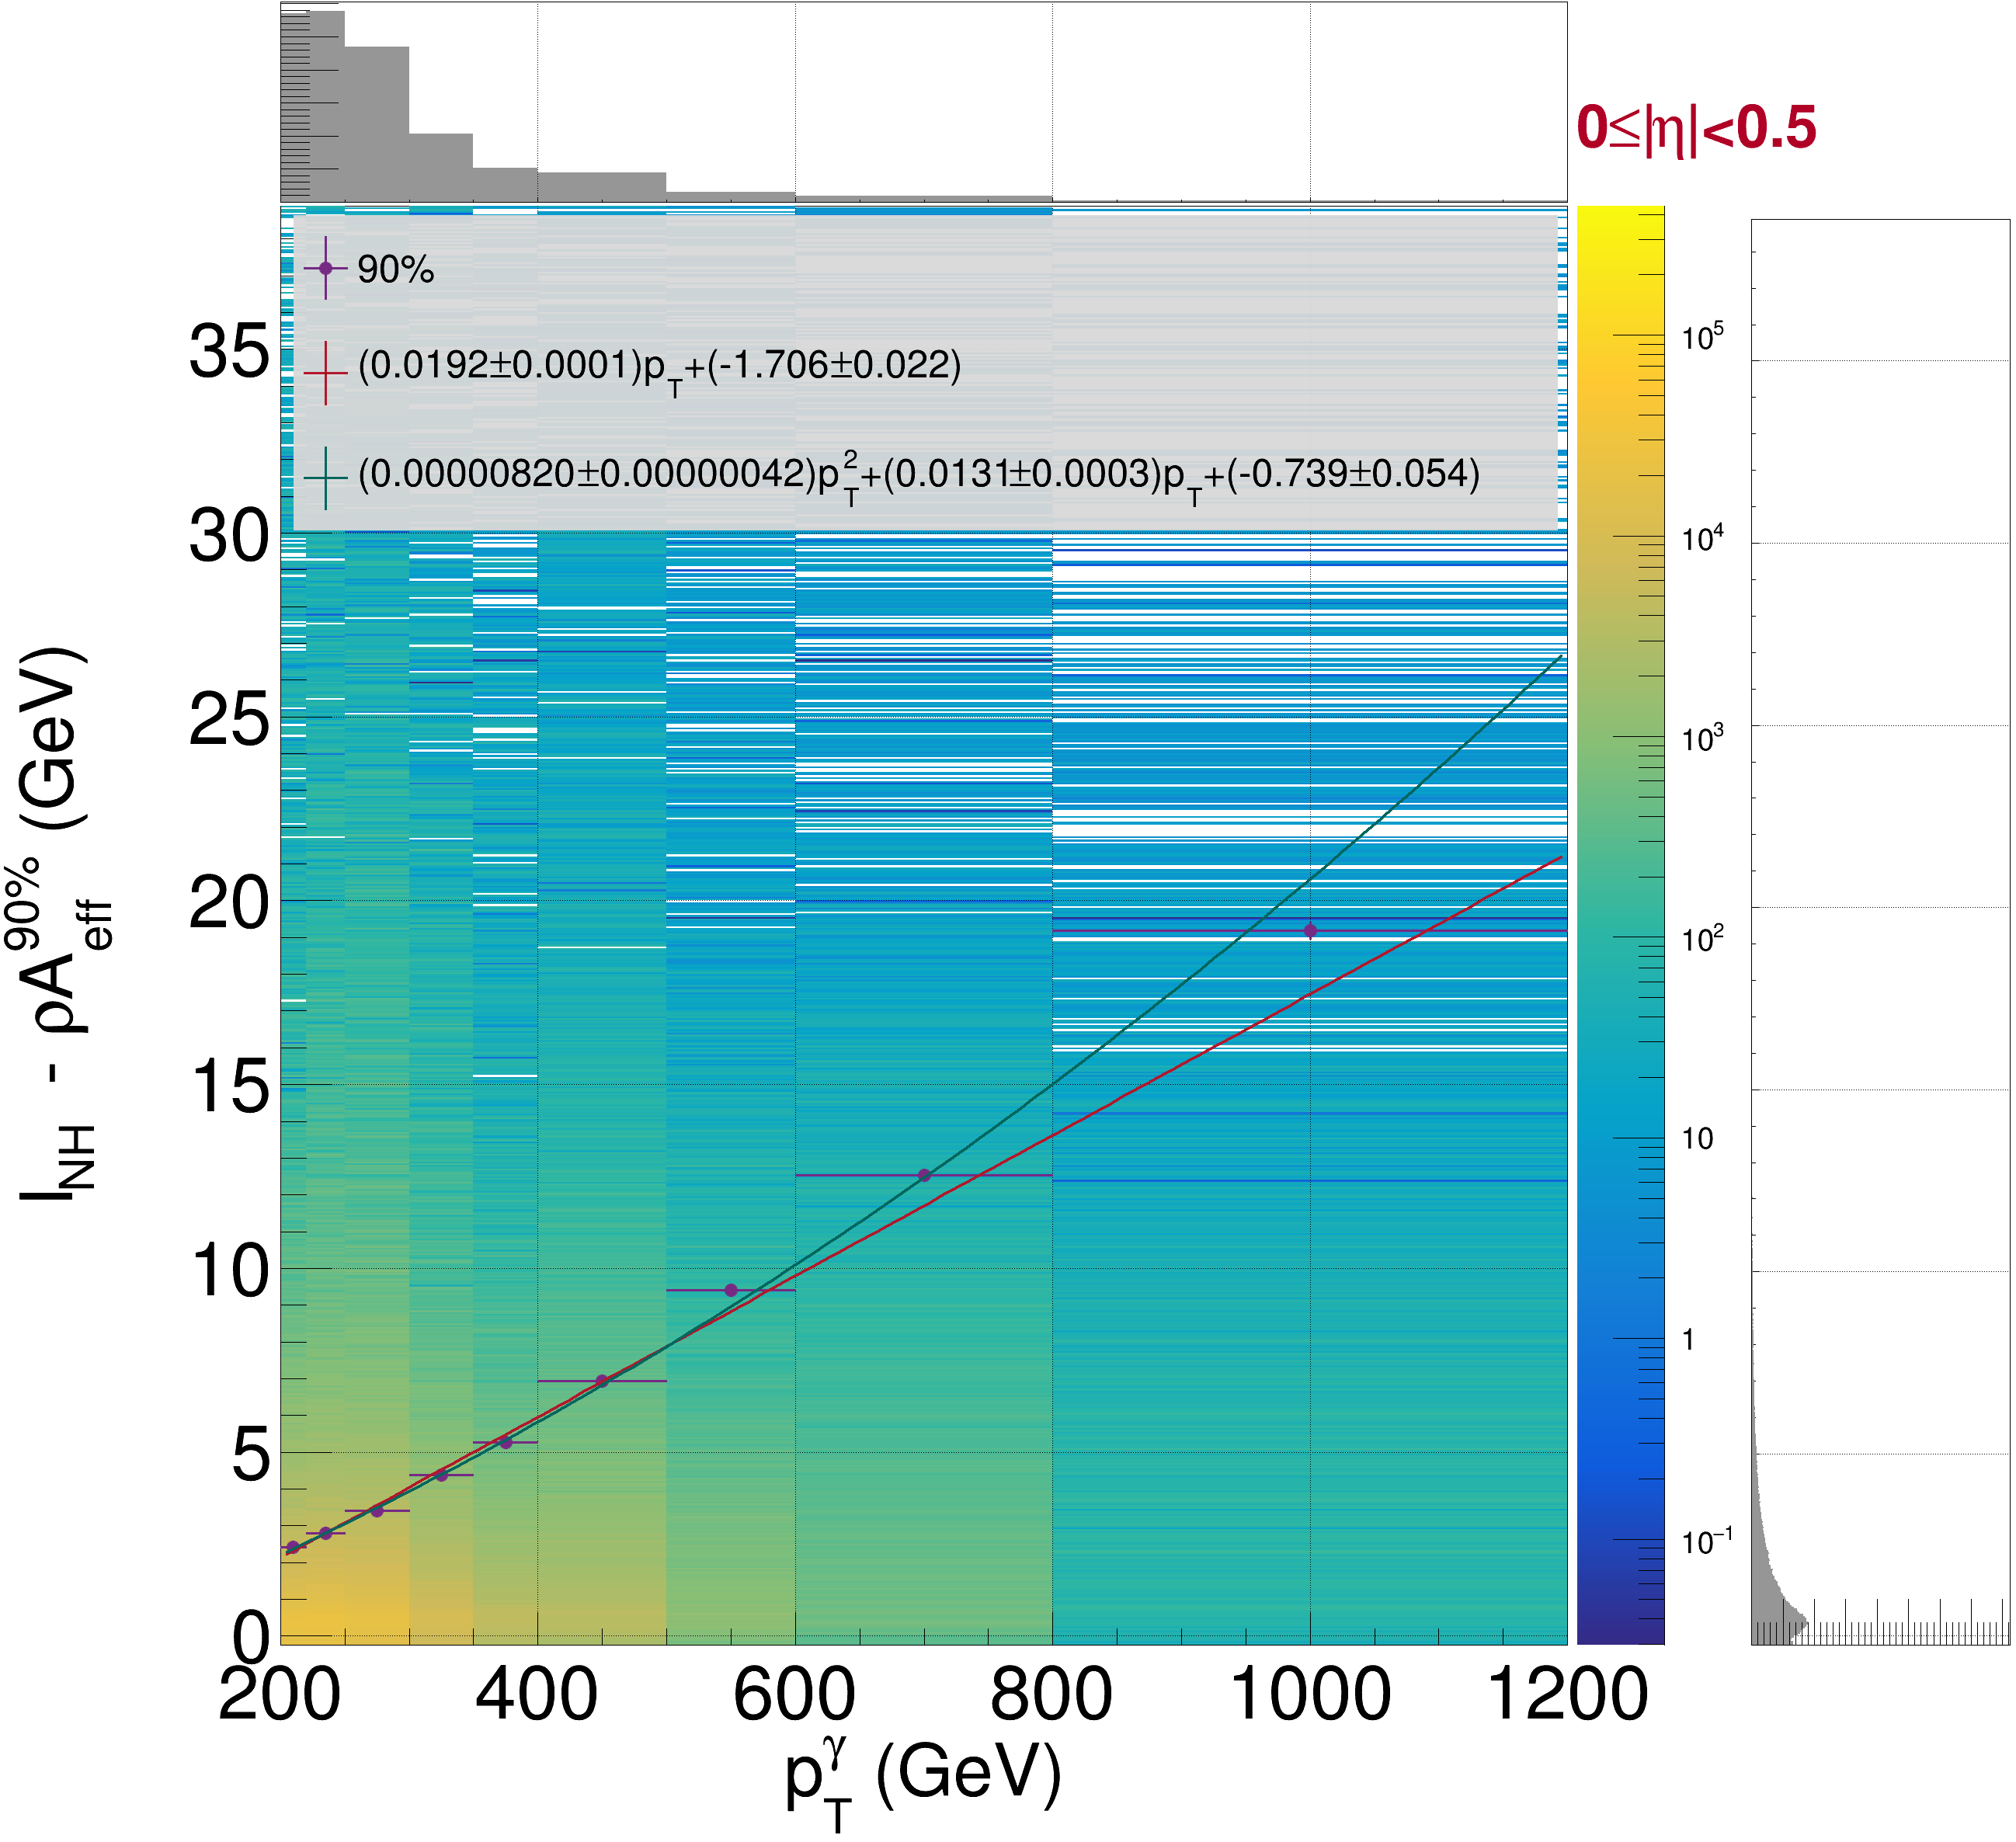 0≤|η|<0.5
90%
(0.0192±0.0001)p_T+(-1.706±0.022)
(0.00000820±0.00000042)p_T^2+(0.0131±0.0003)p_T+(-0.739±0.054)
I_NH - ρA_eff^90% (GeV)
35
30
25
20
15
10
5
0
200 400 600 800 1000 1200
p_T^γ (GeV)
10^5
10^4
10^3
10^2
10
1
10^−1